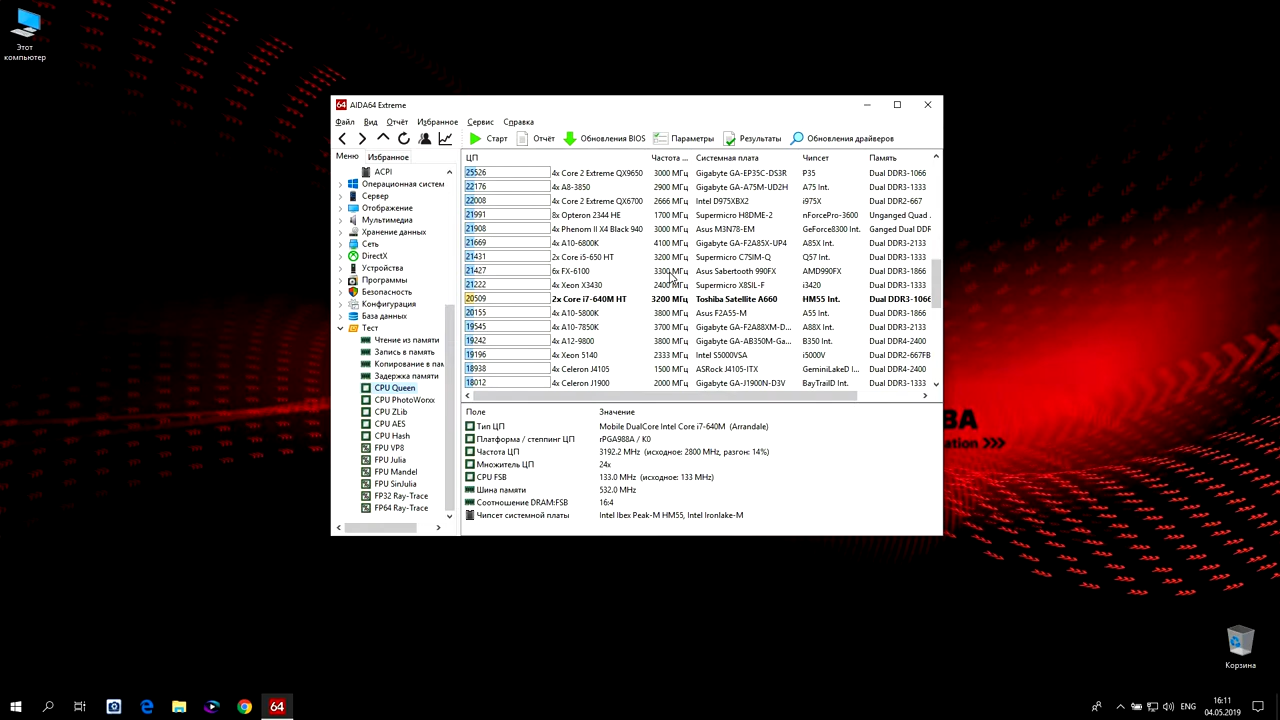 Этот
компьютер
64 AIDA64 Extreme
Файл Вид Отчёт Избранное Сервис Справка
Старт Отчёт Обновления BIOS Параметры Результаты Обновления драйверов
Меню Избранное
ACPI
Операционная систем
Сервер
Отображение
Мультимедиа
Хранение данных
Сеть
DirectX
Устройства
Программы
Безопасность
Конфигурация
База данных
Тест
Чтение из памяти
Запись в память
Копирование в пам
Задержка памяти
CPU Queen
CPU PhotoWorxx
CPU ZLib
CPU AES
CPU Hash
FPU VP8
FPU Julia
FPU Mandel
FPU SinJulia
FP32 Ray-Trace
FP64 Ray-Trace
ЦП Частота ... Системная плата Чипсет Память
25526 4x Core 2 Extreme QX9650 3000 МГц Gigabyte GA-EP35C-DS3R P35 Dual DDR3-1066
22176 4x A8-3850 2900 МГц Gigabyte GA-A75M-UD2H A75 Int. Dual DDR3-1333
22008 4x Core 2 Extreme QX6700 2666 МГц Intel D975XBX2 i975X Dual DDR2-667
21991 8x Opteron 2344 HE 1700 МГц Supermicro H8DME-2 nForcePro-3600 Unganged Quad .
21908 4x Phenom II X4 Black 940 3000 МГц Asus M3N78-EM GeForce8300 Int. Ganged Dual DDR
21669 4x A10-6800K 4100 МГц Gigabyte GA-F2A85X-UP4 A85X Int. Dual DDR3-2133
21431 2x Core i5-650 HT 3200 МГц Supermicro C7SIM-Q Q57 Int. Dual DDR3-1333
21427 6x FX-6100 3300 МГц Asus Sabertooth 990FX AMD990FX Dual DDR3-1866
21222 4x Xeon X3430 2400 МГц Supermicro X8SIL-F i3420 Dual DDR3-1333
20509 2x Core i7-640M HT 3200 МГц Toshiba Satellite A660 HM55 Int. Dual DDR3-1066
20155 4x A10-5800K 3800 МГц Asus F2A55-M A55 Int. Dual DDR3-1866
19545 4x A10-7850K 3700 МГц Gigabyte GA-F2A88XM-D... A88X Int. Dual DDR3-2133
19242 4x A12-9800 3800 МГц Gigabyte GA-AB350M-Ga... B350 Int. Dual DDR4-2400
19196 4x Xeon 5140 2333 МГц Intel S5000VSA i5000V Dual DDR2-667FB
18938 4x Celeron J4105 1500 МГц ASRock J4105-ITX GeminiLakeD I... Dual DDR4-2400
18012 4x Celeron J1900 2000 МГц Gigabyte GA-J1900N-D3V BayTrailD Int. Dual DDR3-1333
Поле Значение
Тип ЦП Mobile DualCore Intel Core i7-640M (Arrandale)
Платформа / степпинг ЦП rPGA988A / K0
Частота ЦП 3192.2 MHz (исходное: 2800 MHz, разгон: 14%)
Множитель ЦП 24x
CPU FSB 133.0 MHz (исходное: 133 MHz)
Шина памяти 532.0 MHz
Соотношение DRAM:FSB 16:4
Чипсет системной платы Intel Ibex Peak-M HM55, Intel Ironlake-M
BA
ation >>>
Корзина
64
ENG
16:11
04.05.2019